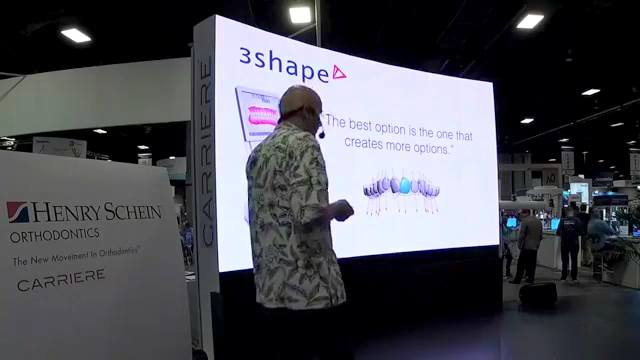 3shape
"The best option is the one that
creates more options."
CARRIERE
HENRY SCHEIN
ORTHODONTICS
The New Movement In Orthodontics
CARRIERE